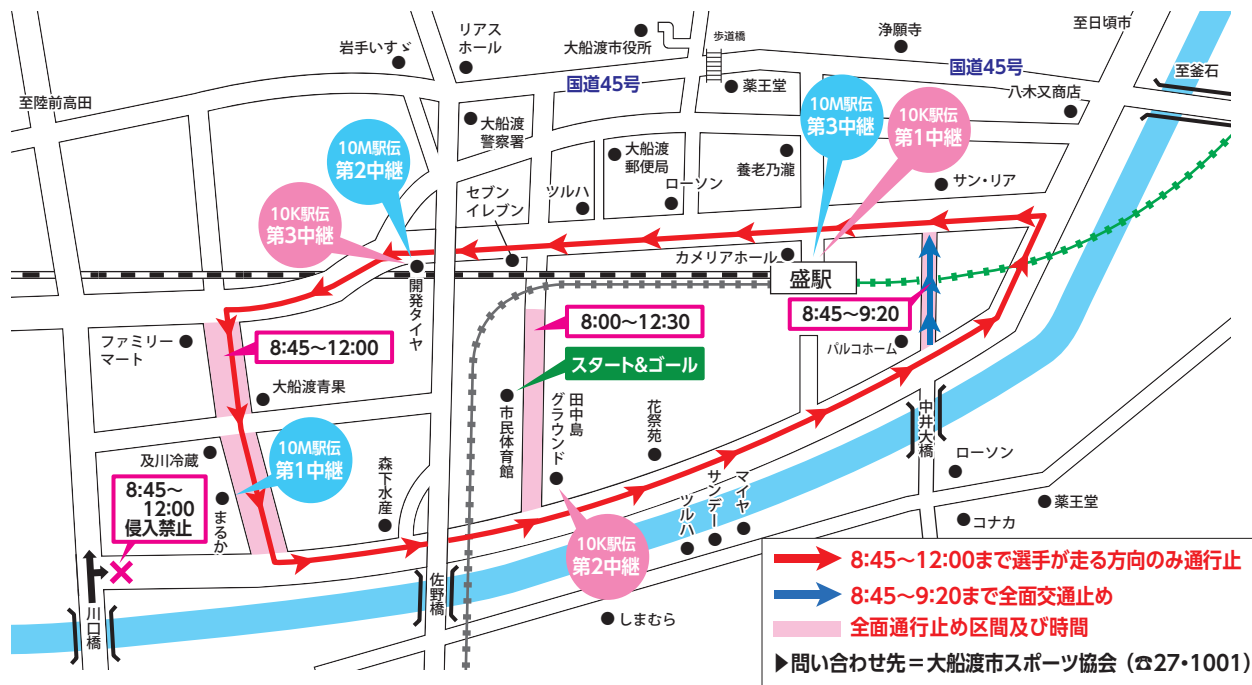 リアス
ホール
大船渡市役所
歩道橋
浄願寺
至日頃市
岩手いすゞ
国道45号
国道45号
至釜石
至陸前高田
薬王堂
八木又商店
大船渡
警察署
10M駅伝
第2中継
10M駅伝
第3中継
10K駅伝
第1中継
大船渡
郵便局
養老乃瀧
セブン
イレブン
ツルハ
ローソン
サン・リア
10K駅伝
第3中継
カメリアホール
盛駅
開発タイヤ
8:00～12:30
8:45～9:20
ファミリー
マート
8:45～12:00
パルコホーム
スタート&ゴール
大船渡青果
市民体育館
田中島
グラウンド
花祭苑
中井大橋
10M駅伝
第1中継
及川冷蔵
森下水産
ローソン
8:45～
12:00
侵入禁止
まるか
ツルハ
サンデー
マイヤ
薬王堂
コナカ
10K駅伝
第2中継
川口橋
佐野橋
しまむら
8:45～12:00まで選手が走る方向のみ通行止
8:45～9:20まで全面交通止め
全面通行止め区間及び時間
▶問い合わせ先＝大船渡市スポーツ協会（☎27・1001）